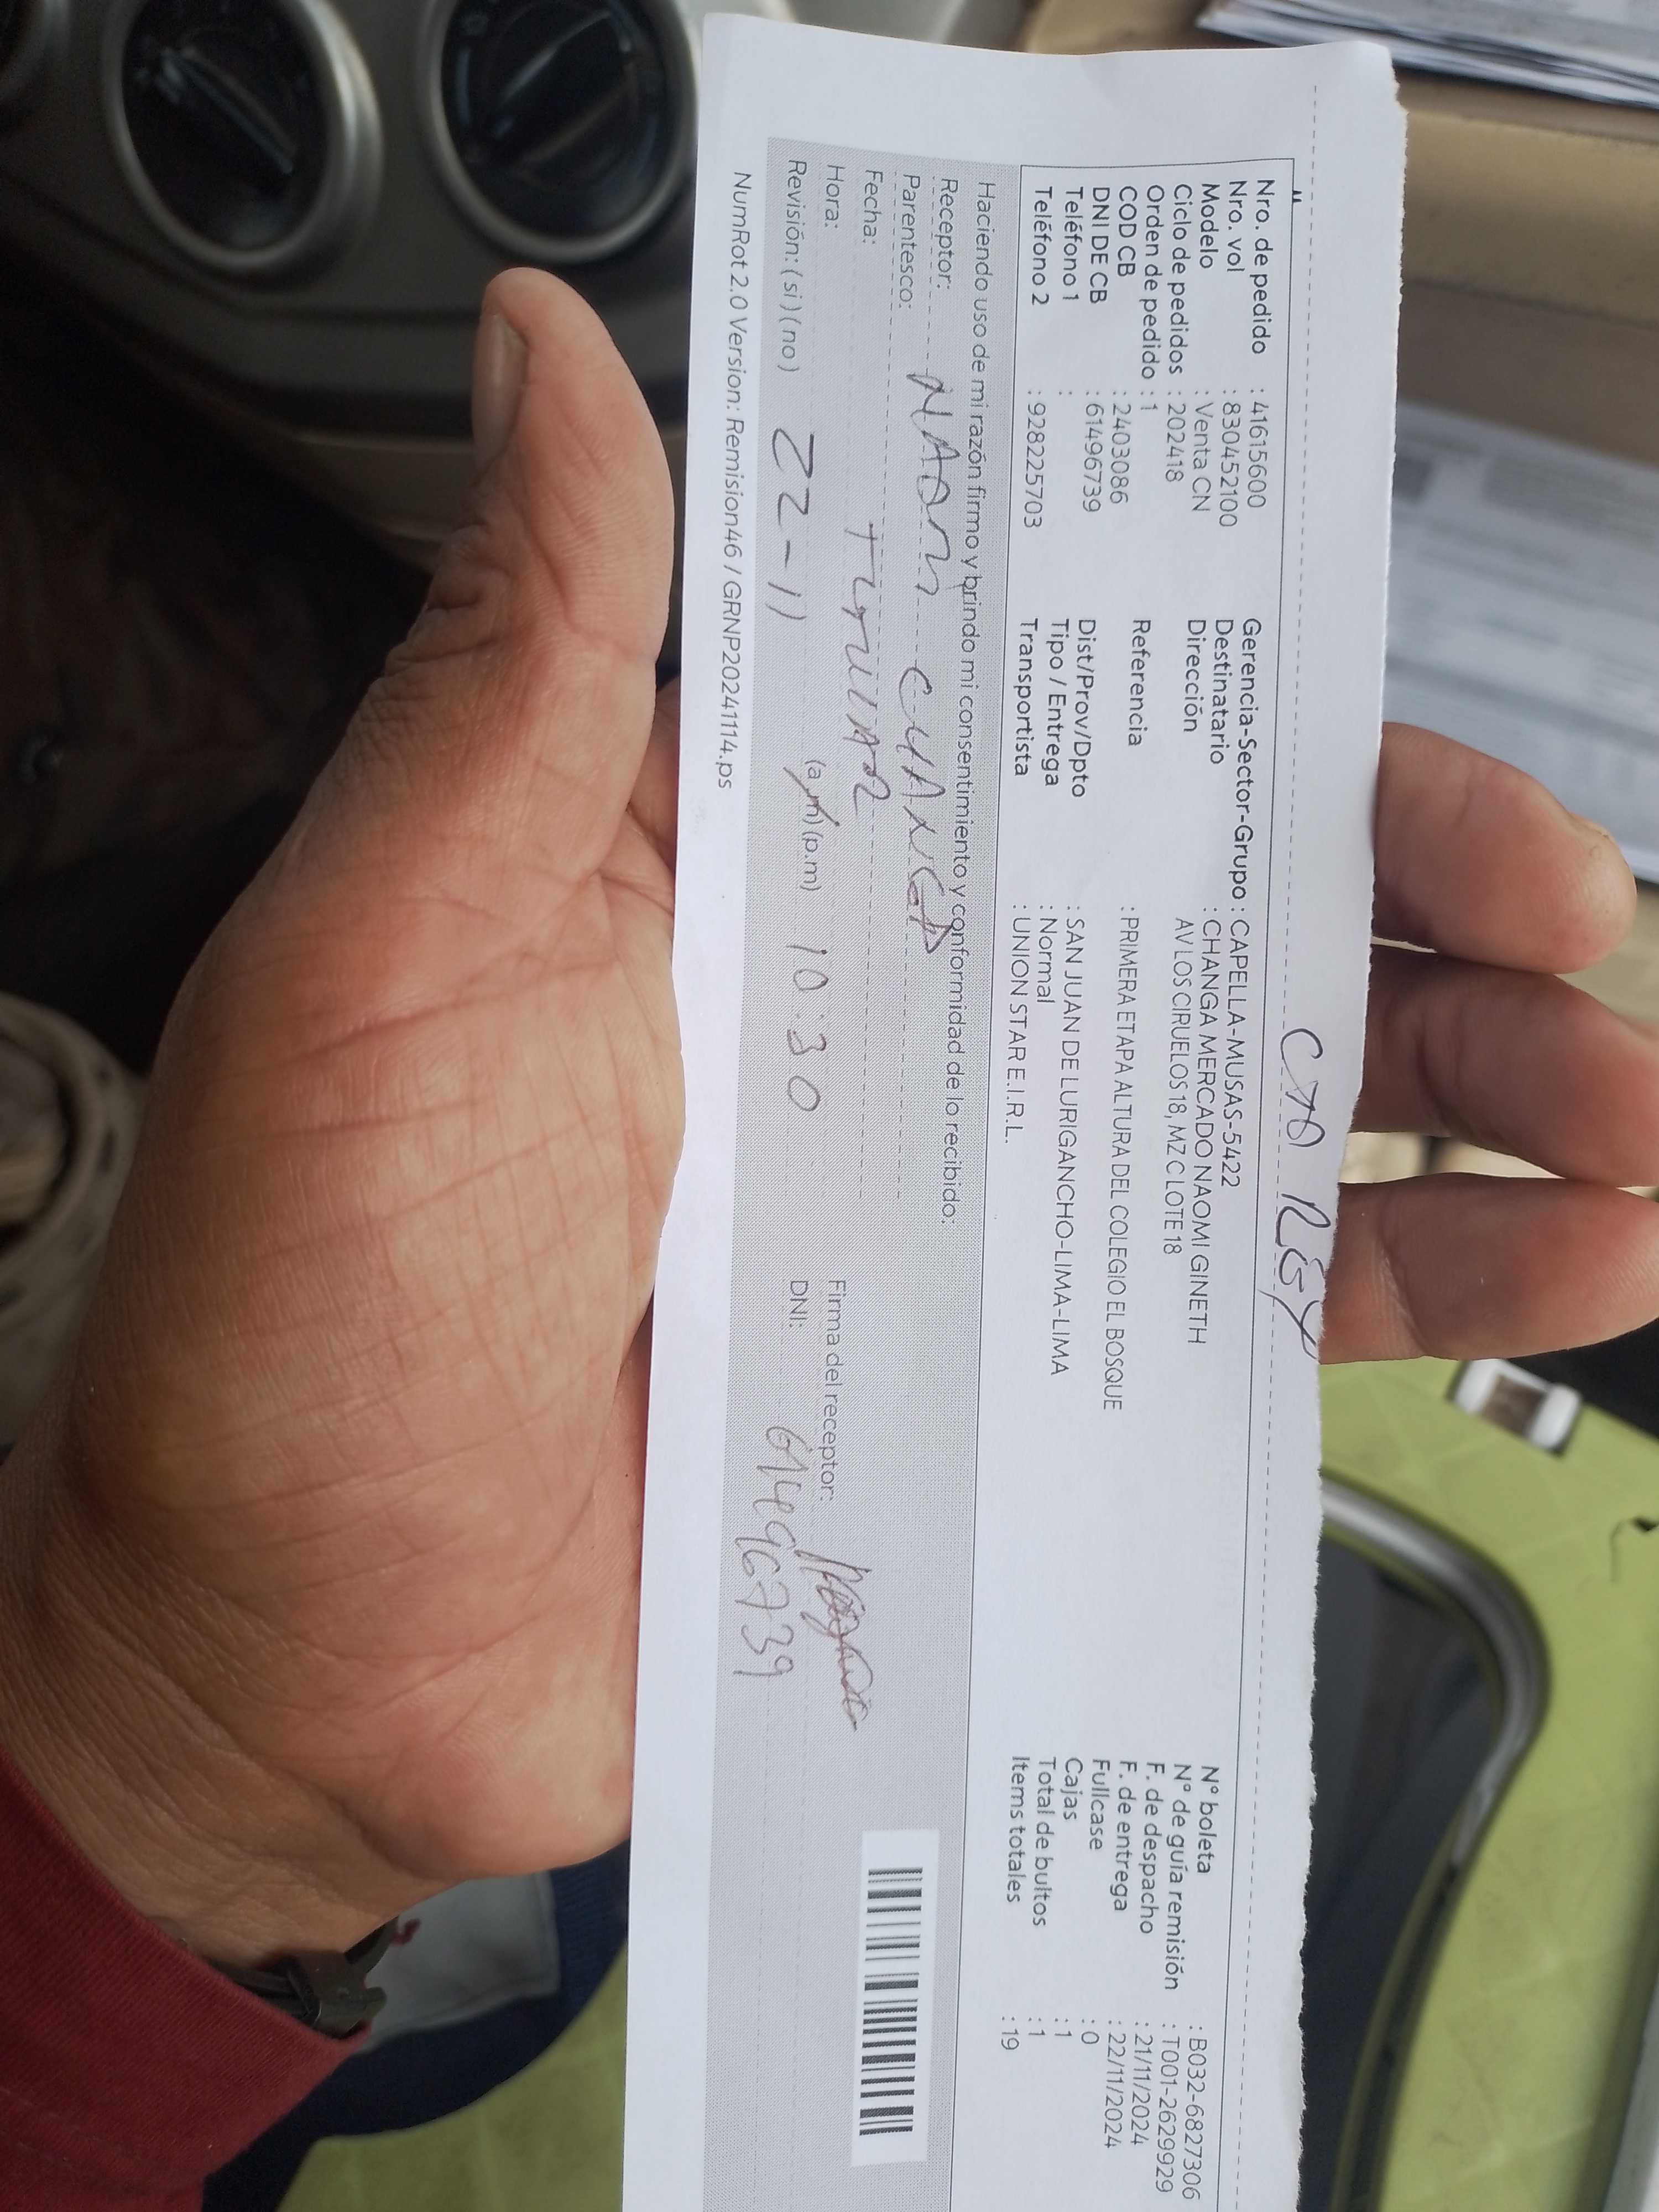 CTO REY
Nro. de pedido : 41615600
Nro. vol : 830452100
Modelo : Venta CN
Ciclo de pedidos : 202418
Orden de pedido : 1
COD CB : 2403086
DNI DE CB : 61496739
Teléfono 1 :
Teléfono 2 : 928225703
Gerencia-Sector-Grupo : CAPELLA-MUSAS-5422
Destinatario : CHANGA MERCADO NAOMI GINETH
Dirección AV LOS CIRUELOS 18, MZ C LOTE 18
Referencia : PRIMERA ETAPA ALTURA DEL COLEGIO EL BOSQUE
Dist/Prov/Dpto : SAN JUAN DE LURIGANCHO-LIMA-LIMA
Tipo / Entrega : Normal
Transportista : UNION STAR E.I.R.L.
N° boleta : B032-6827306
N° de guía remisión : T001-2629929
F. de despacho : 21/11/2024
F. de entrega : 22/11/2024
Fullcase : 0
Cajas : 1
Total de bultos : 1
Items totales : 19
Haciendo uso de mi razón firmo y brindo mi consentimiento y conformidad de lo recibido:
Receptor: NAOMI CHANGA
Parentesco: TITULAR
Fecha: 22-11
Hora: (a.m) (p.m) 10:30
Revisión: (si) (no)
Firma del receptor:
DNI: 61496739
NumRot 2.0 Version: Remision46 / GRNP20241114.ps